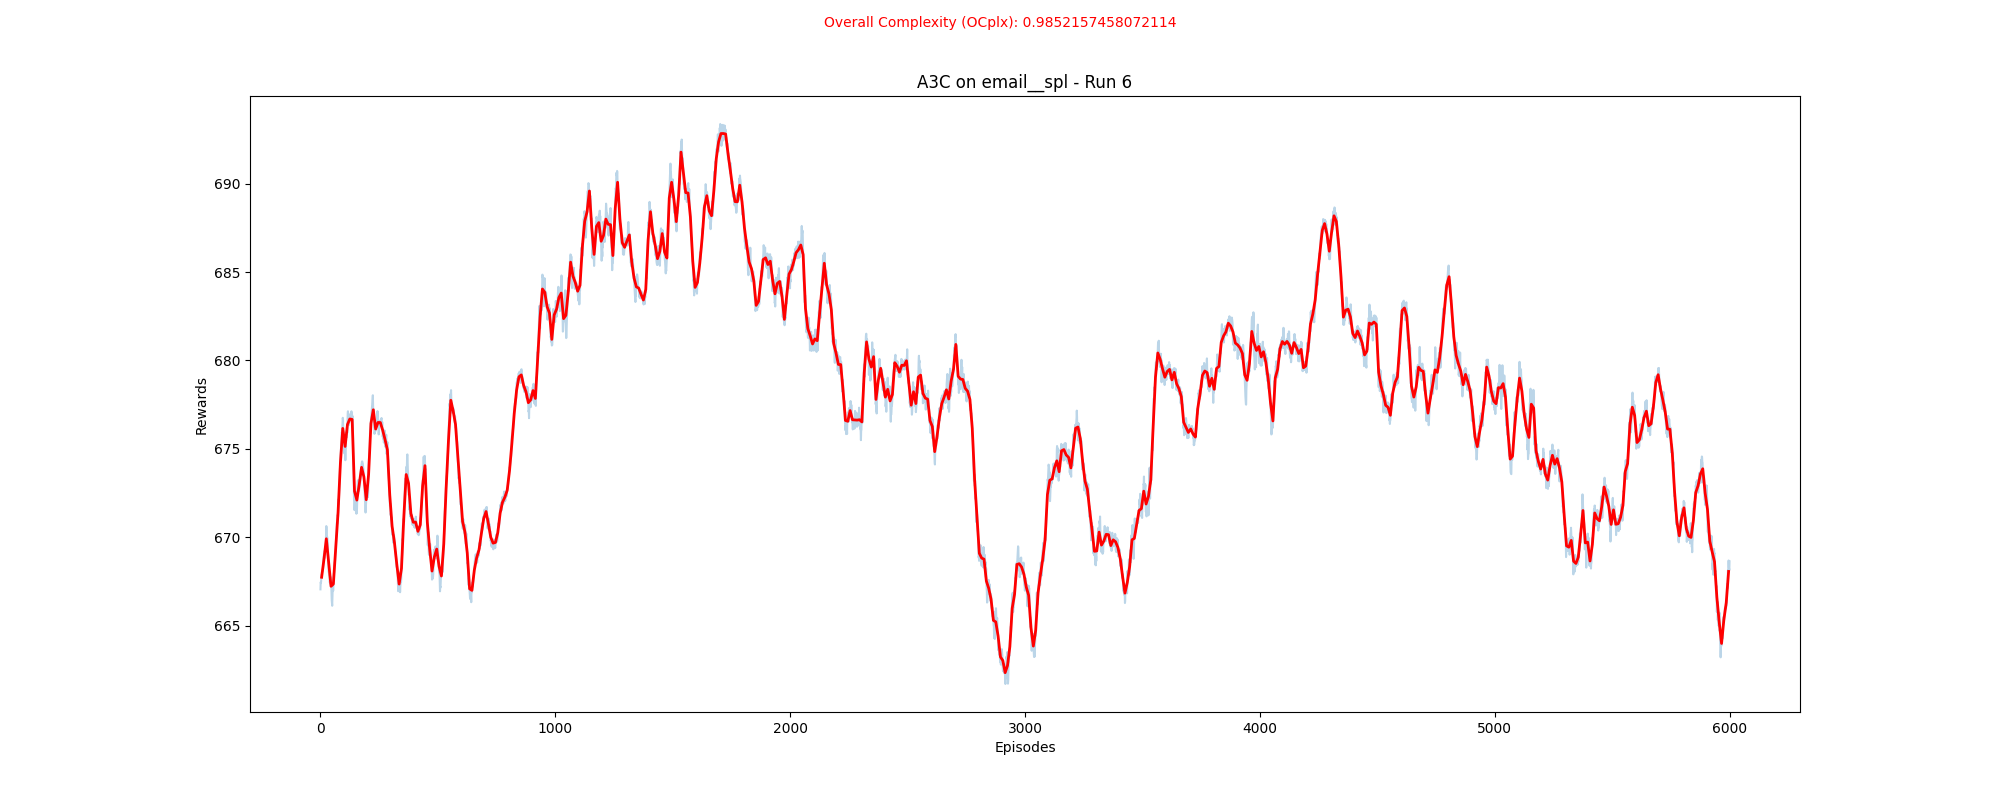 Overall Complexity (OCplx): 0.9852157458072114
A3C on email__spl - Run 6
Rewards
690
685
680
675
670
665
0 1000 2000 3000 4000 5000 6000
Episodes